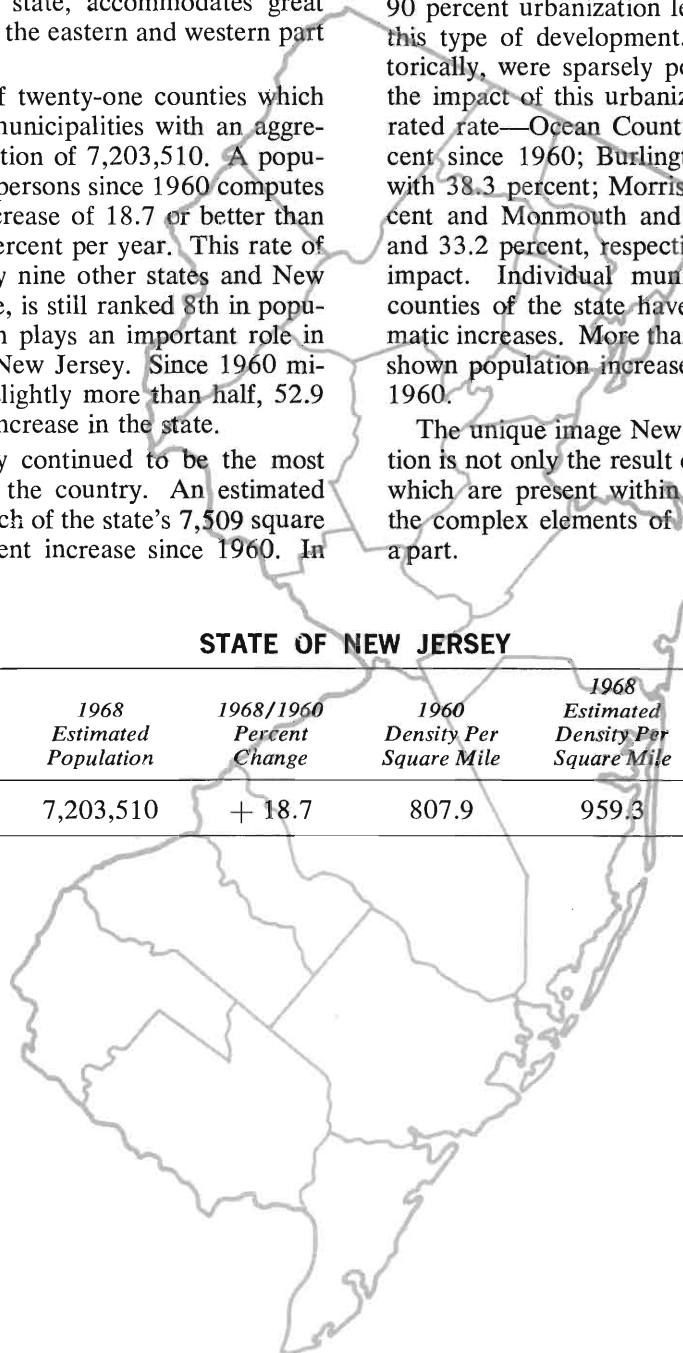 state, accommodates great
the eastern and western part
f twenty-one counties which
unicipalities with an aggre-
tion of 7,203,510. A popu-
persons since 1960 computes
crease of 18.7 or better than
ercent per year. This rate of
y nine other states and New
e, is still ranked 8th in popu-
n plays an important role in
New Jersey. Since 1960 mi-
slightly more than half, 52.9
ncrease in the state.
y continued to be the most
the country. An estimated
ch of the state's 7,509 square
ent increase since 1960. In
90 percent urbanization le
this type of development.
torically, were sparsely po
the impact of this urbaniz
rated rate—Ocean Count
cent since 1960; Burlingt
with 38.3 percent; Morris
cent and Monmouth and
and 33.2 percent, respecti
impact. Individual muni
counties of the state have
matic increases. More tha
shown population increase
1960.
The unique image New
tion is not only the result o
which are present within
the complex elements of
a part.
STATE OF NEW JERSEY
1968 Estimated Population
1968/1960 Percent Change
1960 Density Per Square Mile
1968 Estimated Density Per Square Mile
7,203,510 + 18.7 807.9 959.3